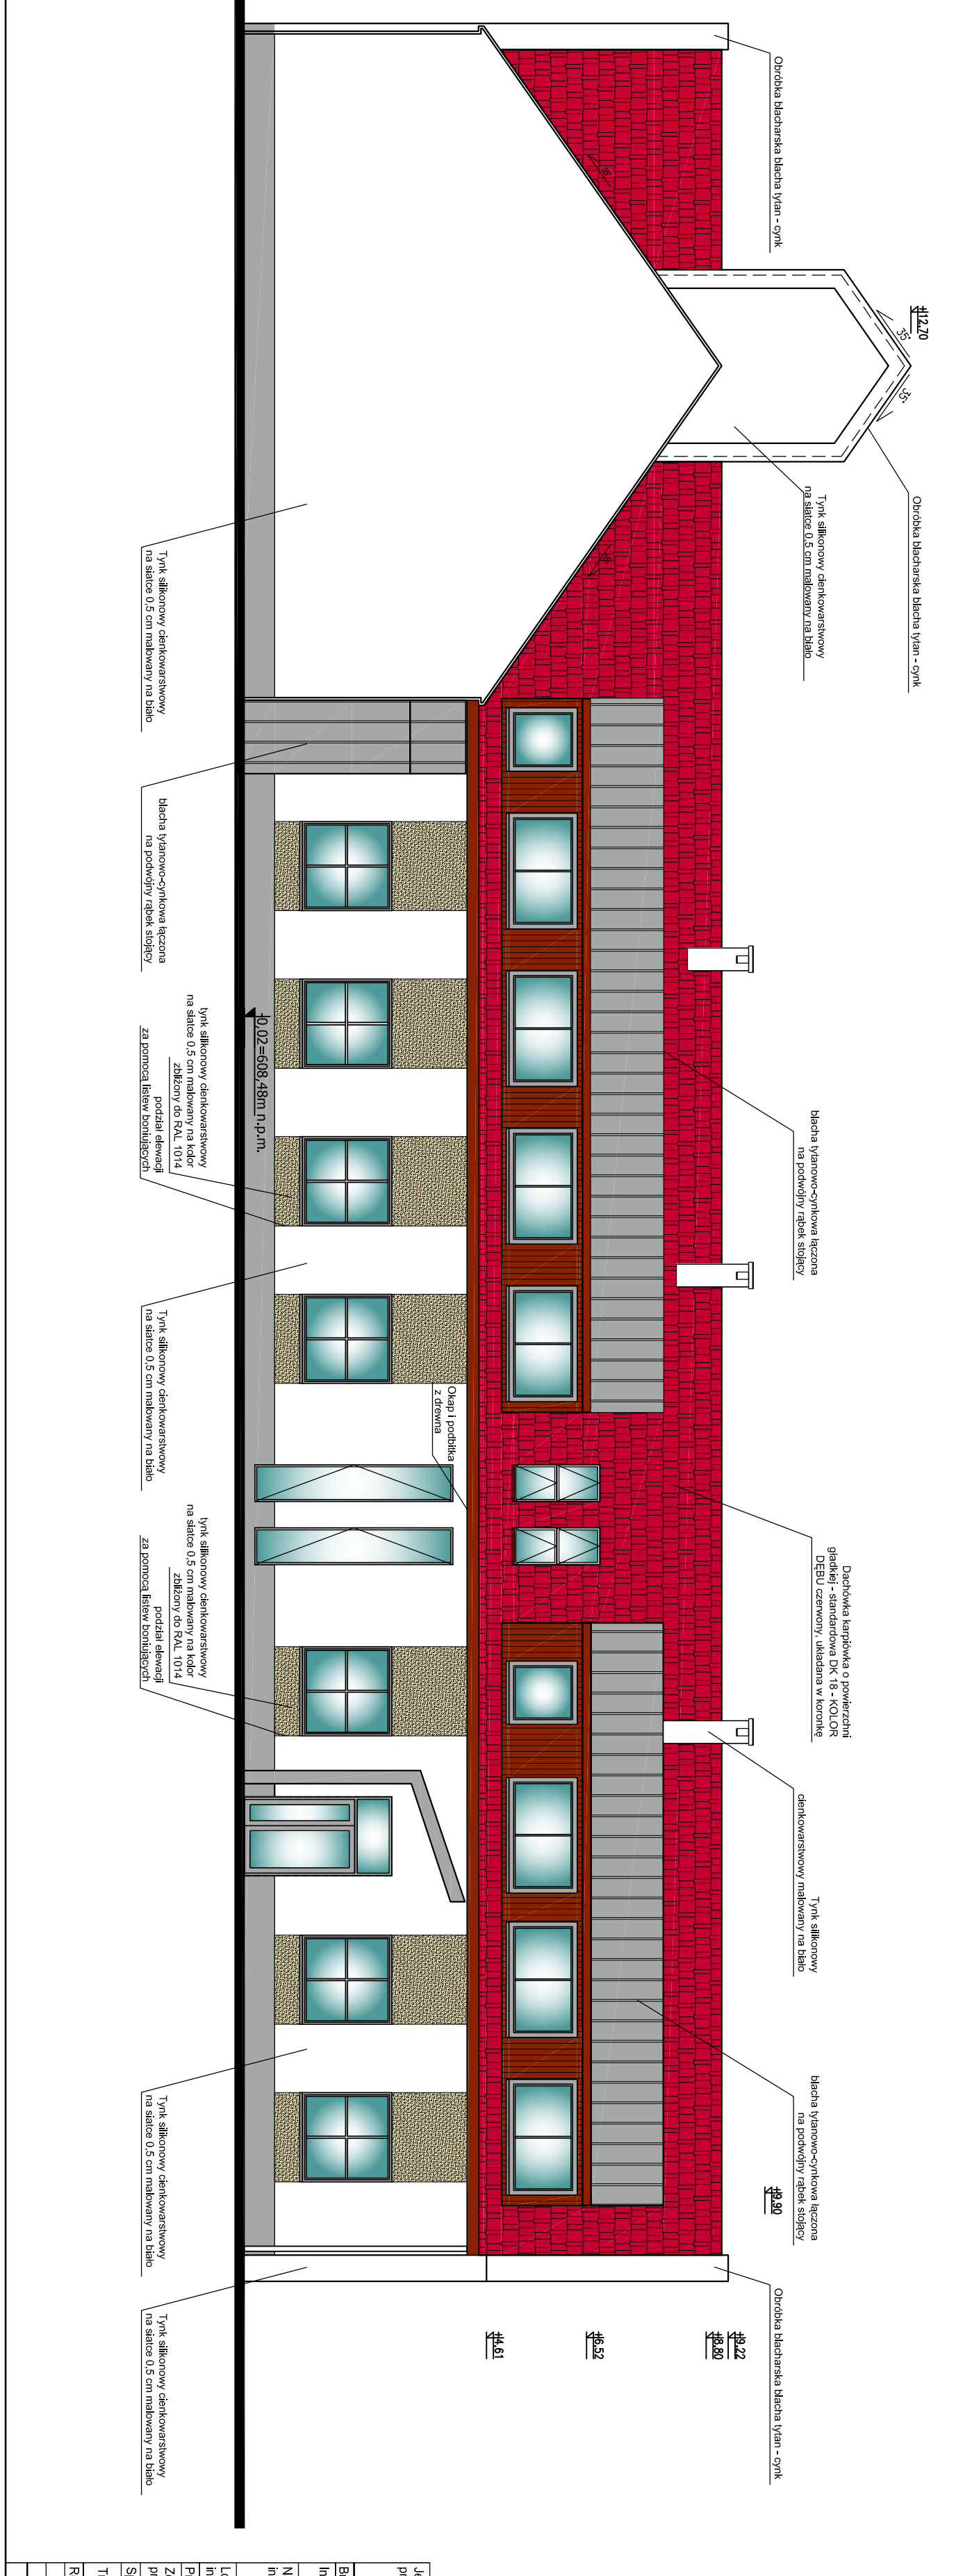 Obróbka blacharska blacha tytan - cynk
+12.70
35°
35°
Obróbka blacharska blacha tytan - cynk
Tynk silikonowy cienkowarstwowy
na siatce 0,5 cm malowany na biało
blacha tytanowo-cynkowa łączona
na podwójny rąbek stojący
Dachówka karpiówka o powierzchni
gładkiej - standardowa DK 18 - KOLOR
DĘBU czerwony, układana w koronkę
Tynk silikonowy
cienkowarstwowy malowany na biało
blacha tytanowo-cynkowa łączona
na podwójny rąbek stojący
+9.90
Obróbka blacharska blacha tytan - cynk
+9.22
+8.80
+6.52
+4.61
Okap i podbitka
z drewna
-0,02=608,48m n.p.m.
Tynk silikonowy cienkowarstwowy
na siatce 0,5 cm malowany na biało
blacha tytanowo-cynkowa łączona
na podwójny rąbek stojący
tynk silikonowy cienkowarstwowy
na siatce 0,5 cm malowany na kolor
zbliżony do RAL 1014
podział elewacji
za pomocą listew boniujących
Tynk silikonowy cienkowarstwowy
na siatce 0,5 cm malowany na biało
tynk silikonowy cienkowarstwowy
na siatce 0,5 cm malowany na kolor
zbliżony do RAL 1014
podział elewacji
za pomocą listew boniujących
Tynk silikonowy cienkowarstwowy
na siatce 0,5 cm malowany na biało
Tynk silikonowy cienkowarstwowy
na siatce 0,5 cm malowany na biało